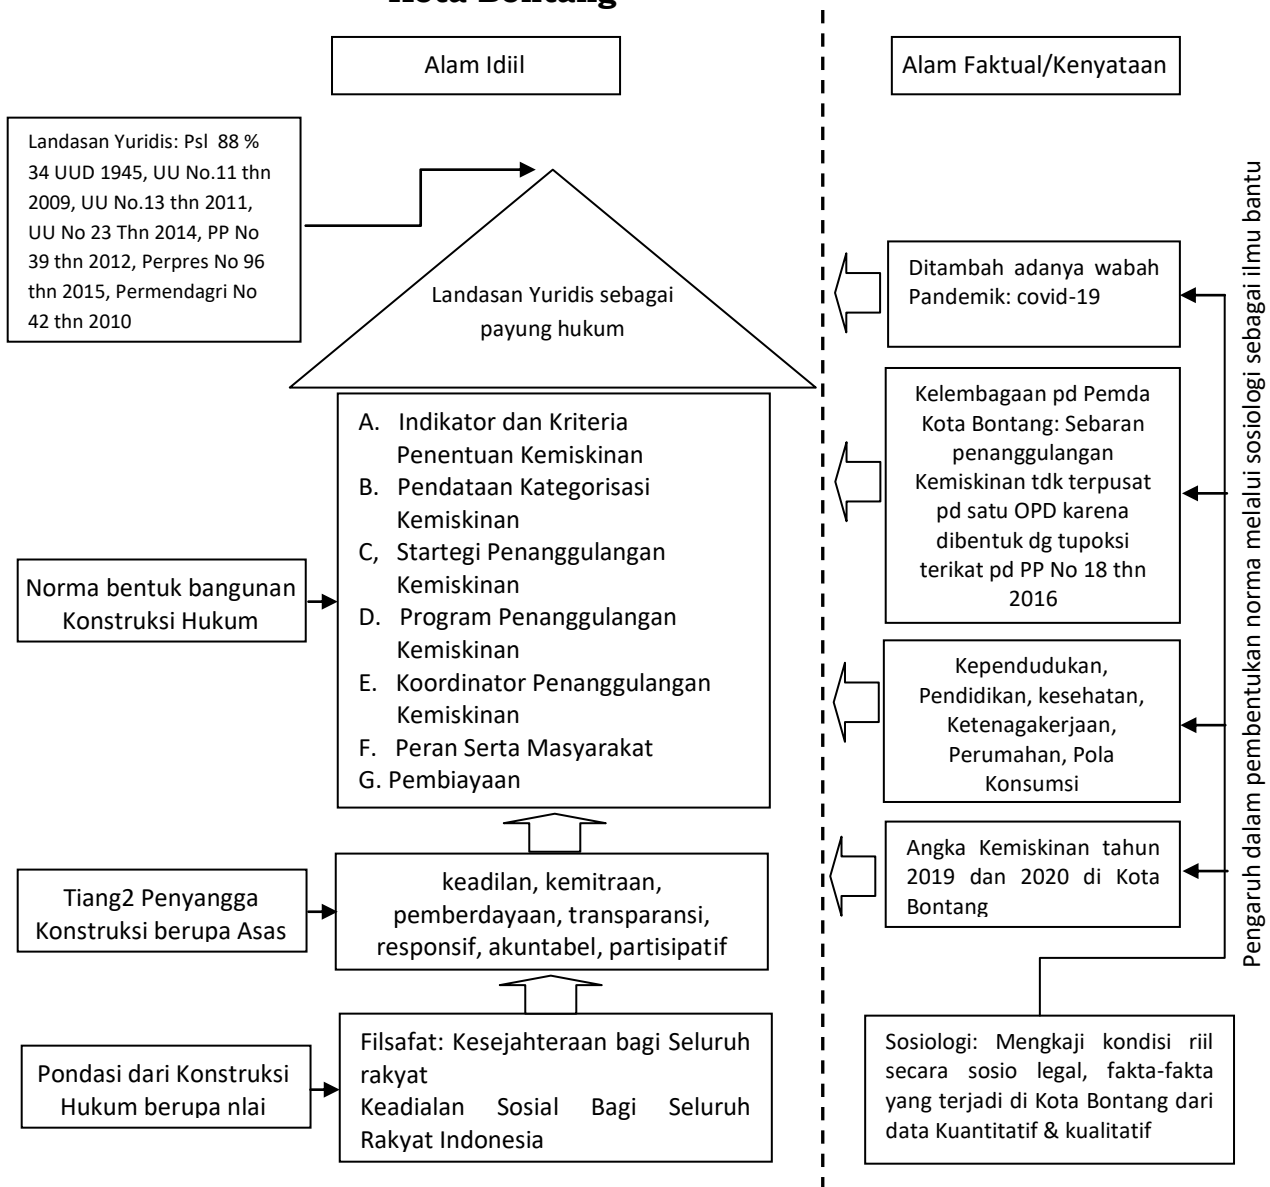 Kota Bontang
Alam Idiil
Alam Faktual/Kenyataan
Landasan Yuridis: Psl 88 %
34 UUD 1945, UU No.11 thn
2009, UU No.13 thn 2011,
UU No 23 Thn 2014, PP No
39 thn 2012, Perpres No 96
thn 2015, Permendagri No
42 thn 2010
Landasan Yuridis sebagai
payung hukum
A. Indikator dan Kriteria
Penentuan Kemiskinan
B. Pendataan Kategorisasi
Kemiskinan
C, Startegi Penanggulangan
Kemiskinan
D. Program Penanggulangan
Kemiskinan
E. Koordinator Penanggulangan
Kemiskinan
F. Peran Serta Masyarakat
G. Pembiayaan
Norma bentuk bangunan
Konstruksi Hukum
Tiang2 Penyangga
Konstruksi berupa Asas
keadilan, kemitraan,
pemberdayaan, transparansi,
responsif, akuntabel, partisipatif
Pondasi dari Konstruksi
Hukum berupa nlai
Filsafat: Kesejahteraan bagi Seluruh
rakyat
Keadialan Sosial Bagi Seluruh
Rakyat Indonesia
Ditambah adanya wabah
Pandemik: covid-19
Kelembagaan pd Pemda
Kota Bontang: Sebaran
penanggulangan
Kemiskinan tdk terpusat
pd satu OPD karena
dibentuk dg tupoksi
terikat pd PP No 18 thn
2016
Kependudukan,
Pendidikan, kesehatan,
Ketenagakerjaan,
Perumahan, Pola
Konsumsi
Angka Kemiskinan tahun
2019 dan 2020 di Kota
Bontang
Sosiologi: Mengkaji kondisi riil
secara sosio legal, fakta-fakta
yang terjadi di Kota Bontang dari
data Kuantitatif & kualitatif
Pengaruh dalam pembentukan norma melalui sosiologi sebagai ilmu bantu